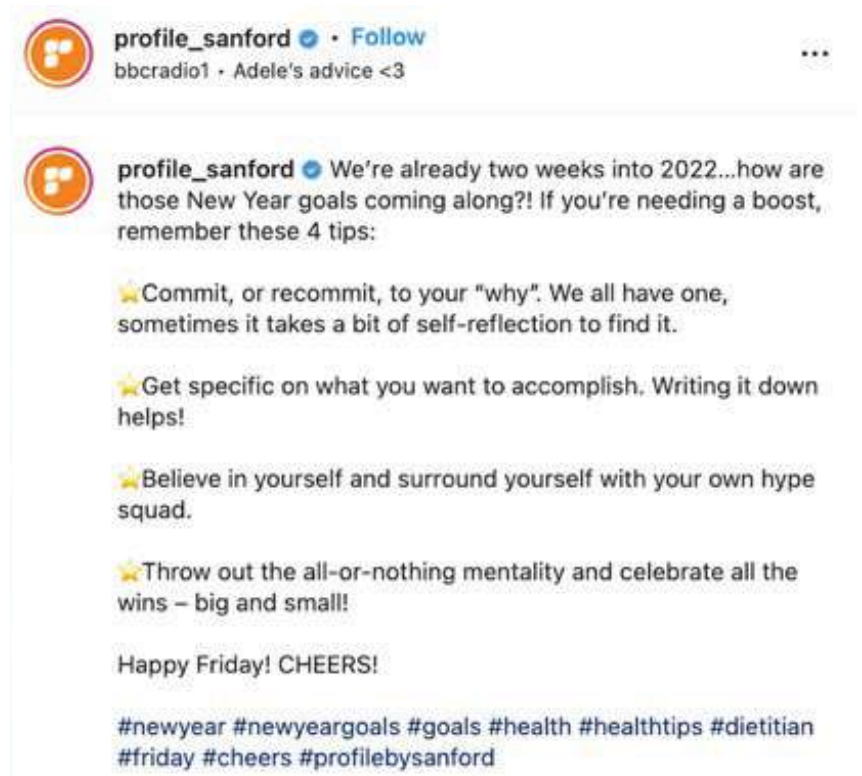 profile_sanford • Follow
bbcradio1 • Adele's advice <3
profile_sanford We’re already two weeks into 2022...how are
those New Year goals coming along?! If you’re needing a boost,
remember these 4 tips:
⭐Commit, or recommit, to your “why”. We all have one,
sometimes it takes a bit of self-reflection to find it.
⭐Get specific on what you want to accomplish. Writing it down
helps!
⭐Believe in yourself and surround yourself with your own hype
squad.
⭐Throw out the all-or-nothing mentality and celebrate all the
wins – big and small!
Happy Friday! CHEERS!
#newyear #newyeargoals #goals #health #healthtips #dietitian
#friday #cheers #profilebysanford